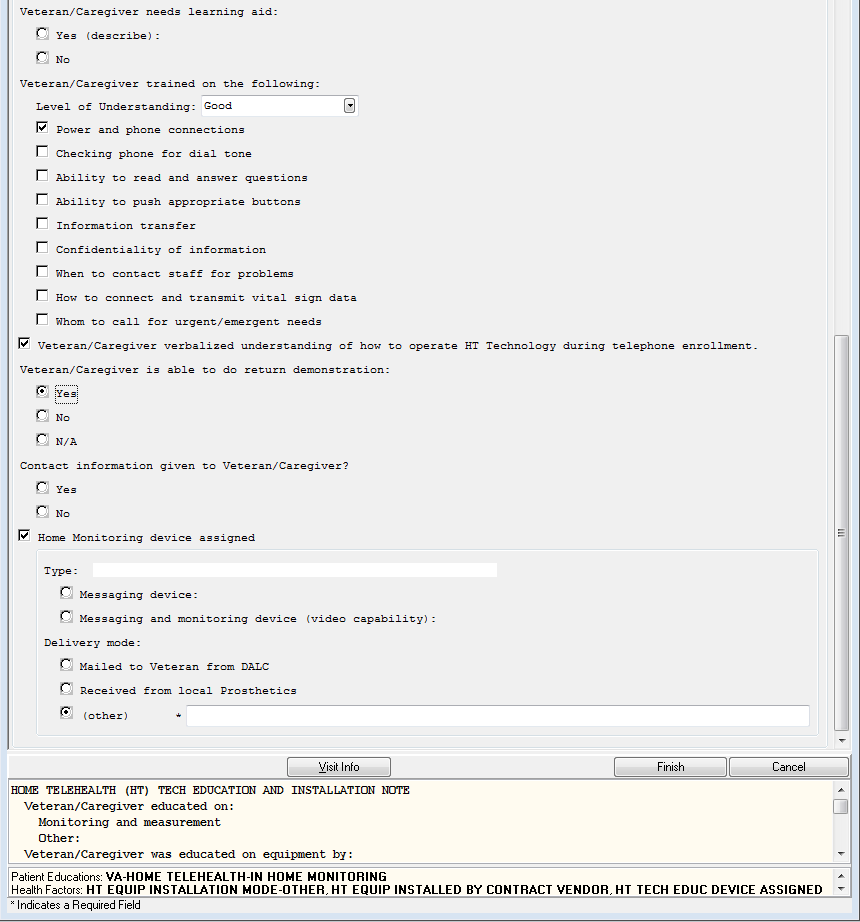 Veteran/Caregiver needs learning aid:
Yes (describe):
No
Veteran/Caregiver trained on the following:
Level of Understanding: Good
Power and phone connections
Checking phone for dial tone
Ability to read and answer questions
Ability to push appropriate buttons
Information transfer
Confidentiality of information
When to contact staff for problems
How to connect and transmit vital sign data
Whom to call for urgent/emergent needs
Veteran/Caregiver verbalized understanding of how to operate HT Technology during telephone enrollment.
Veteran/Caregiver is able to do return demonstration:
Yes
No
N/A
Contact information given to Veteran/Caregiver?
Yes
No
Home Monitoring device assigned
Type:
Messaging device:
Messaging and monitoring device (video capability):
Delivery mode:
Mailed to Veteran from DALC
Received from local Prosthetics
(other) *
Visit Info Finish Cancel
HOME TELEHEALTH (HT) TECH EDUCATION AND INSTALLATION NOTE
Veteran/Caregiver educated on:
Monitoring and measurement
Other:
Veteran/Caregiver was educated on equipment by:
Patient Educations: VA-HOME TELEHEALTH-IN HOME MONITORING
Health Factors: HT EQUIP INSTALLATION MODE-OTHER, HT EQUIP INSTALLED BY CONTRACT VENDOR, HT TECH EDUC DEVICE ASSIGNED
* Indicates a Required Field